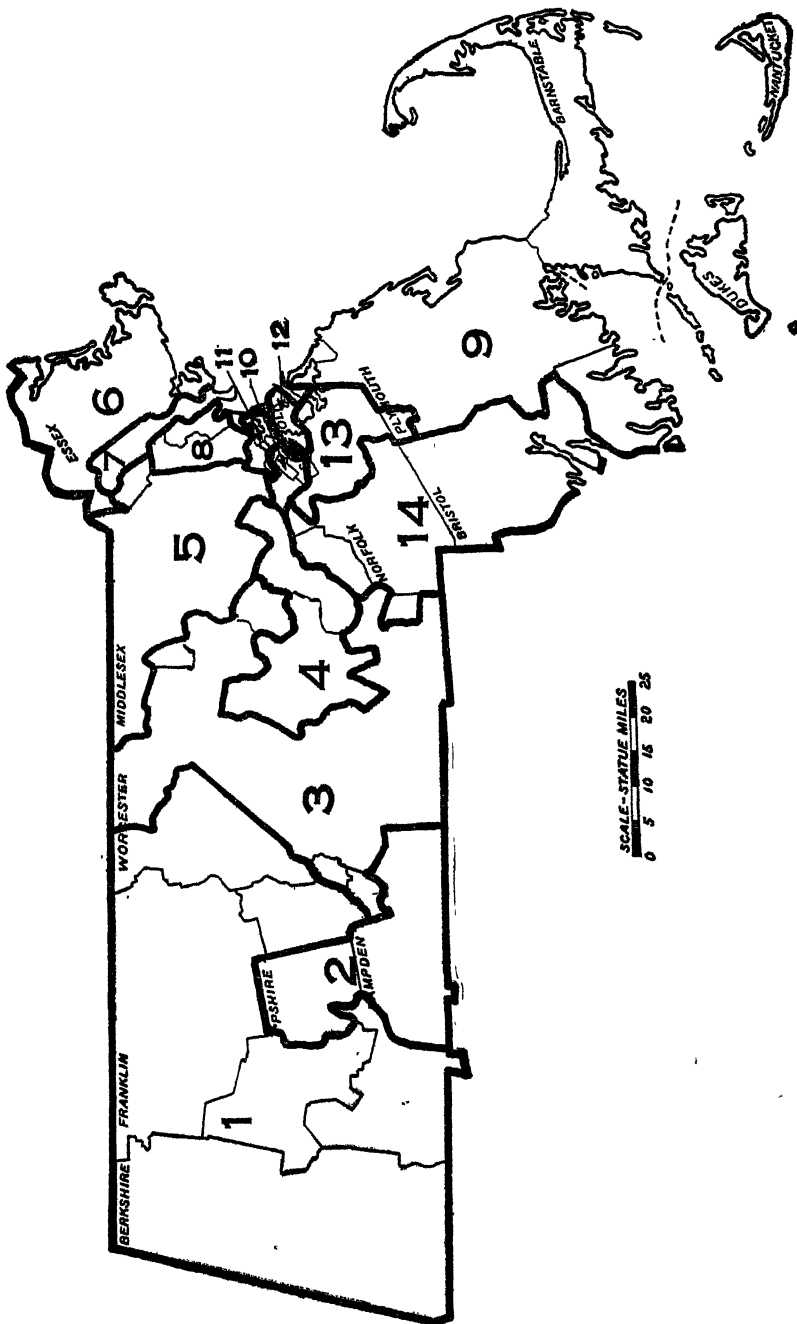 BERKSHIRE
FRANKLIN
WORCESTER
MIDDLESEX
ESSEX
1
PSHIRE
2
MPDEN
3
4
5
6
7
8
11
10
12
13
NORFOLK
14
BRISTOL
PLYMOUTH
9
BARNSTABLE
DUKES
NANTUCKET
SCALE-STATUE MILES
0 5 10 15 20 25